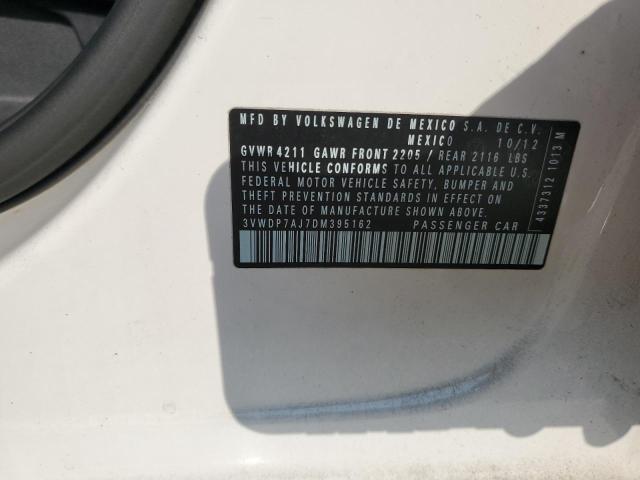 MFD BY VOLKSWAGEN DE MEXICO S.A. DE C.V.
MEXICO 10/12
GVWR 4211 GAWR FRONT 2205 / REAR 2116 LBS
THIS VEHICLE CONFORMS TO ALL APPLICABLE U.S.
FEDERAL MOTOR VEHICLE SAFETY, BUMPER AND
THEFT PREVENTION STANDARDS IN EFFECT ON
THE DATE OF MANUFACTURE SHOWN ABOVE.
3VWDP7AJ7DM395162 PASSENGER CAR
4337312 1013 M